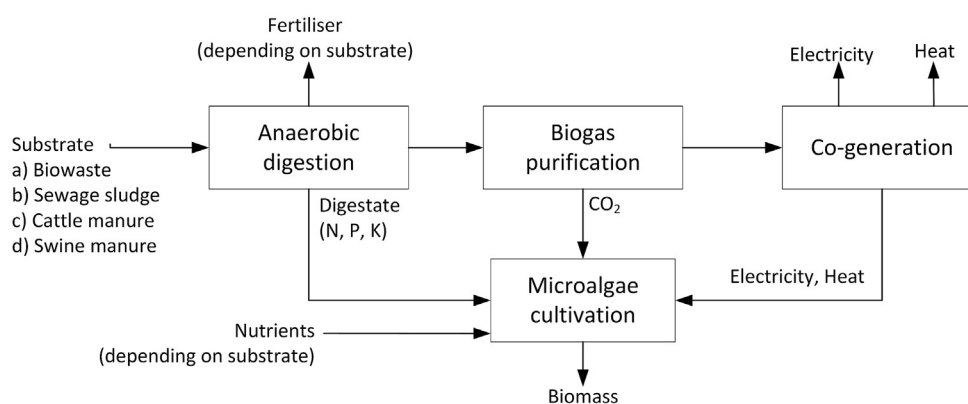 Fertiliser
(depending on substrate)
Electricity
Heat
Substrate
a) Biowaste
b) Sewage sludge
c) Cattle manure
d) Swine manure
Anaerobic
digestion
Biogas
purification
Co-generation
Digestate
(N, P, K)
CO₂
Microalgae
cultivation
Electricity, Heat
Nutrients
(depending on substrate)
Biomass